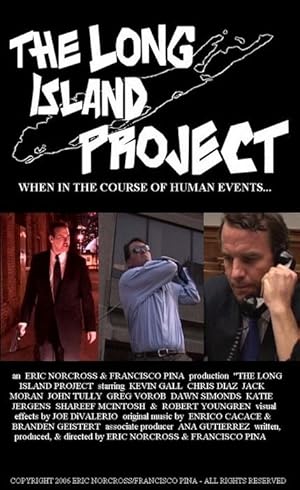 THE LONG
ISLAND
PROJECT
WHEN IN THE COURSE OF HUMAN EVENTS...
an ERIC NORCROSS & FRANCISCO PINA production "THE LONG
ISLAND PROJECT starring KEVIN GALL CHRIS DIAZ JACK
MORAN JOHN TULLY GREG VOROB DAWN SIMONDS KATIE
JERGENS SHAREEF MCINTOSH & ROBERT YOUNGREN visual
effects by JOE DiVALERIO original music by ENRICO CACACE &
BRANDEN GEISTERT associate producer ANA GUTIERREZ written,
produced, & directed by ERIC NORCROSS & FRANCISCO PINA
COPYRIGHT 2006 ERIC NORCROSS/FRANCISCO PINA - ALL RIGHTS RESERVED